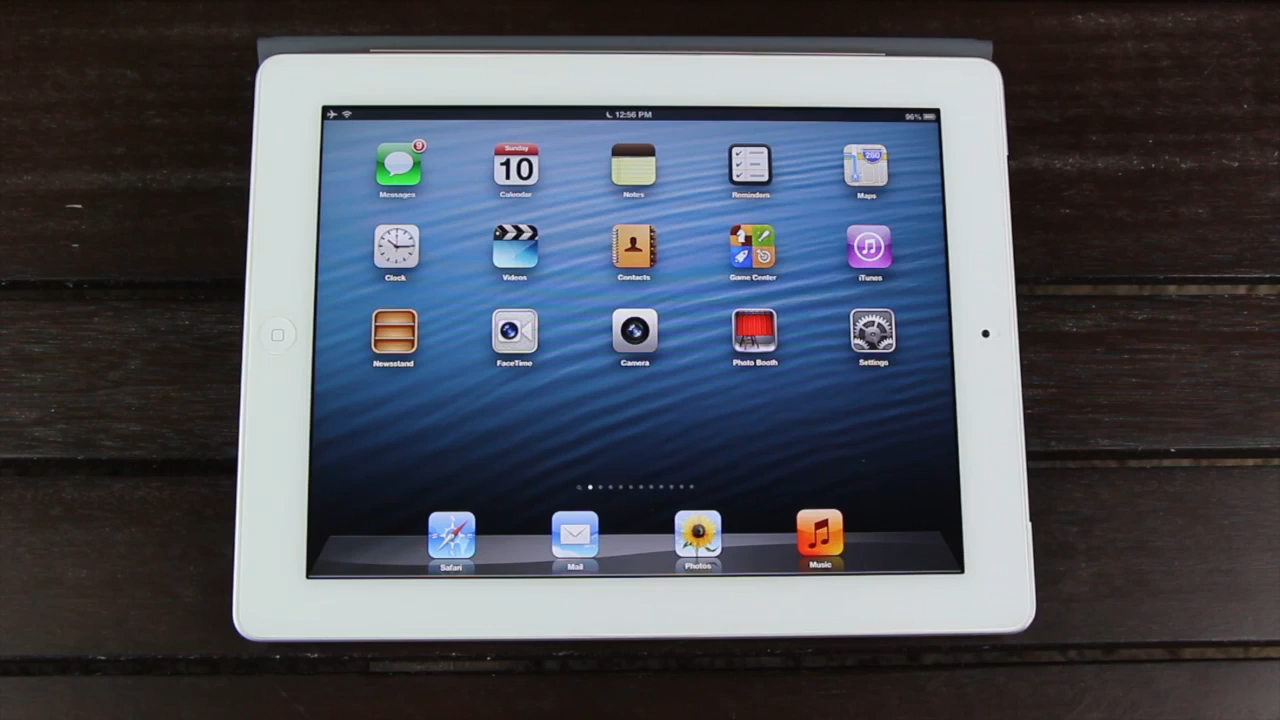 12:56 PM 96%
9
Sunday
10
280
Messages Calendar Notes Reminders Maps
Clock Videos Contacts Game Center iTunes
Newsstand FaceTime Camera Photo Booth Settings
Safari Mail Photos Music